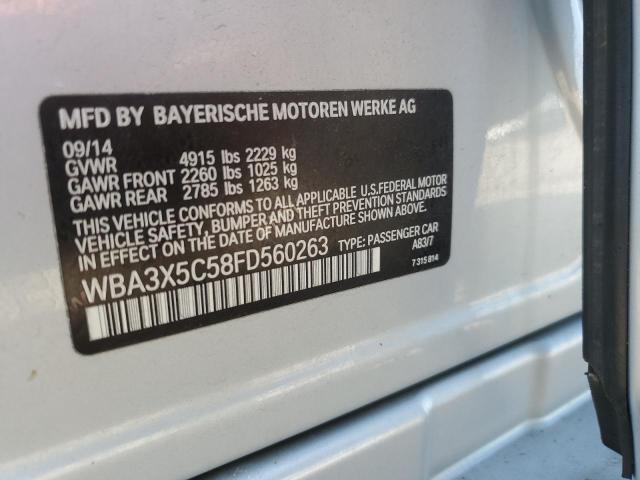 MFD BY BAYERISCHE MOTOREN WERKE AG
09/14
GVWR 4915 lbs 2229 kg
GAWR FRONT 2260 lbs 1025 kg
GAWR REAR 2785 lbs 1263 kg
THIS VEHICLE CONFORMS TO ALL APPLICABLE U.S.FEDERAL MOTOR
VEHICLE SAFETY, BUMPER AND THEFT PREVENTION STANDARDS
IN EFFECT ON THE DATE OF MANUFACTURE SHOWN ABOVE.
WBA3X5C58FD560263 TYPE: PASSENGER CAR
A83/7
7 315 814